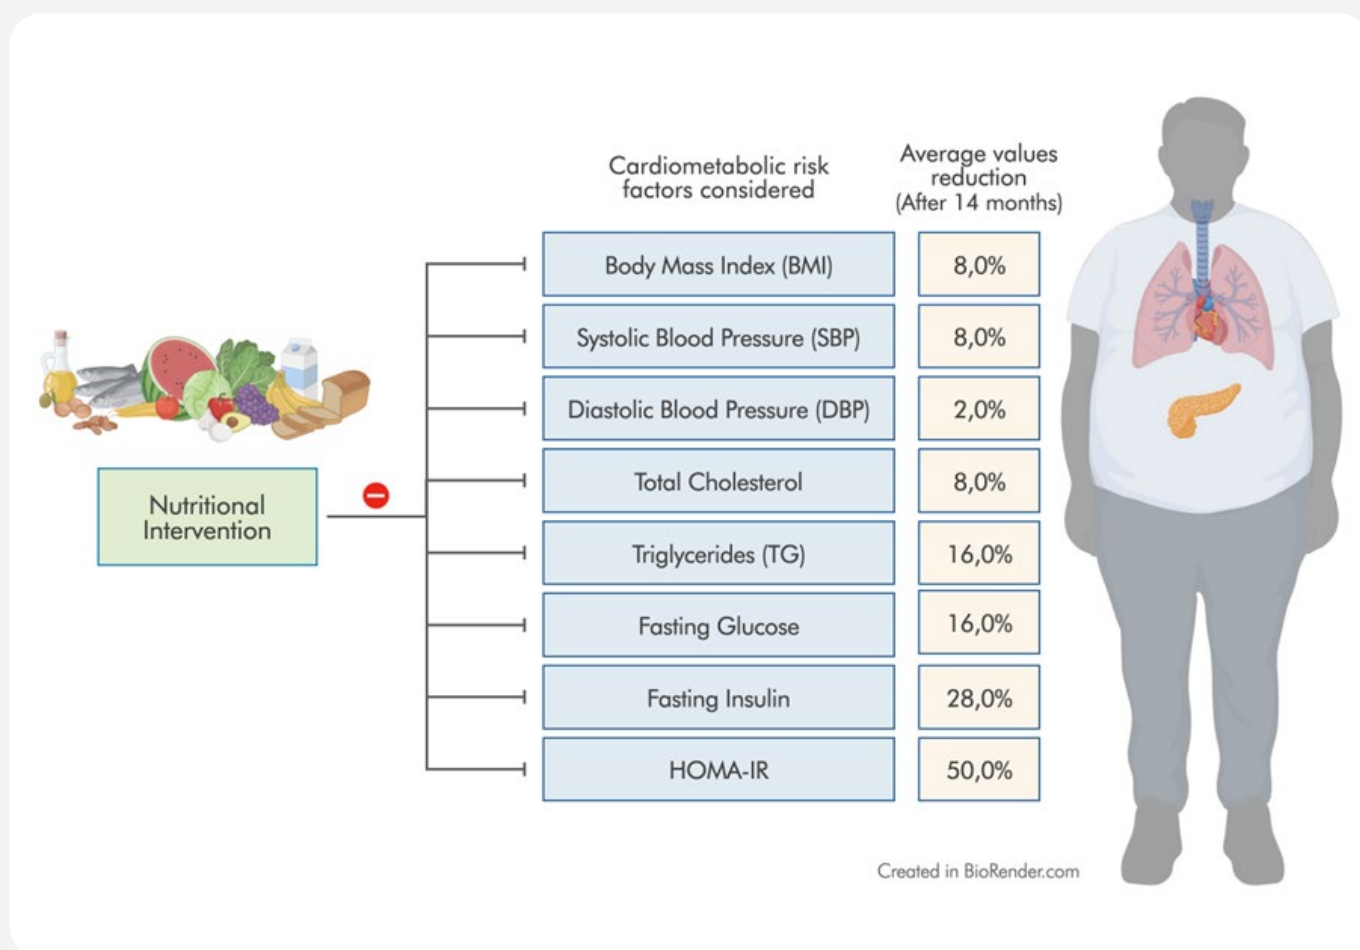 Cardiometabolic risk
factors considered
Average values
reduction
(After 14 months)
Body Mass Index (BMI)
8,0%
Systolic Blood Pressure (SBP)
8,0%
Diastolic Blood Pressure (DBP)
2,0%
Total Cholesterol
8,0%
Nutritional
Intervention
Triglycerides (TG)
16,0%
Fasting Glucose
16,0%
Fasting Insulin
28,0%
HOMA-IR
50,0%
Created in BioRender.com